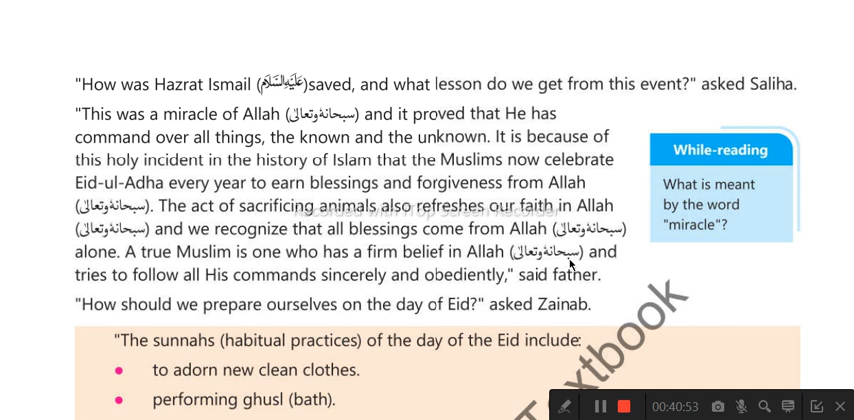 "How was Hazrat Ismail (عَلَيْهِ السَّلَام)saved, and what lesson do we get from this event?" asked Saliha.
"This was a miracle of Allah (سبحانهٗ وتعالىٰ) and it proved that He has
command over all things, the known and the unknown. It is because of
this holy incident in the history of Islam that the Muslims now celebrate
Eid-ul-Adha every year to earn blessings and forgiveness from Allah
(سبحانهٗ وتعالىٰ). The act of sacrificing animals also refreshes our faith in Allah
(سبحانهٗ وتعالىٰ) and we recognize that all blessings come from Allah (سبحانهٗ وتعالىٰ)
alone. A true Muslim is one who has a firm belief in Allah (سبحانهٗ وتعالىٰ) and
tries to follow all His commands sincerely and obediently," said father.
"How should we prepare ourselves on the day of Eid?" asked Zainab.
While-reading
What is meant
by the word
"miracle"?
Recorded with iTop Screen Recorder
"The sunnahs (habitual practices) of the day of the Eid include:
• to adorn new clean clothes.
• performing ghusl (bath).
Textbook
00:40:53